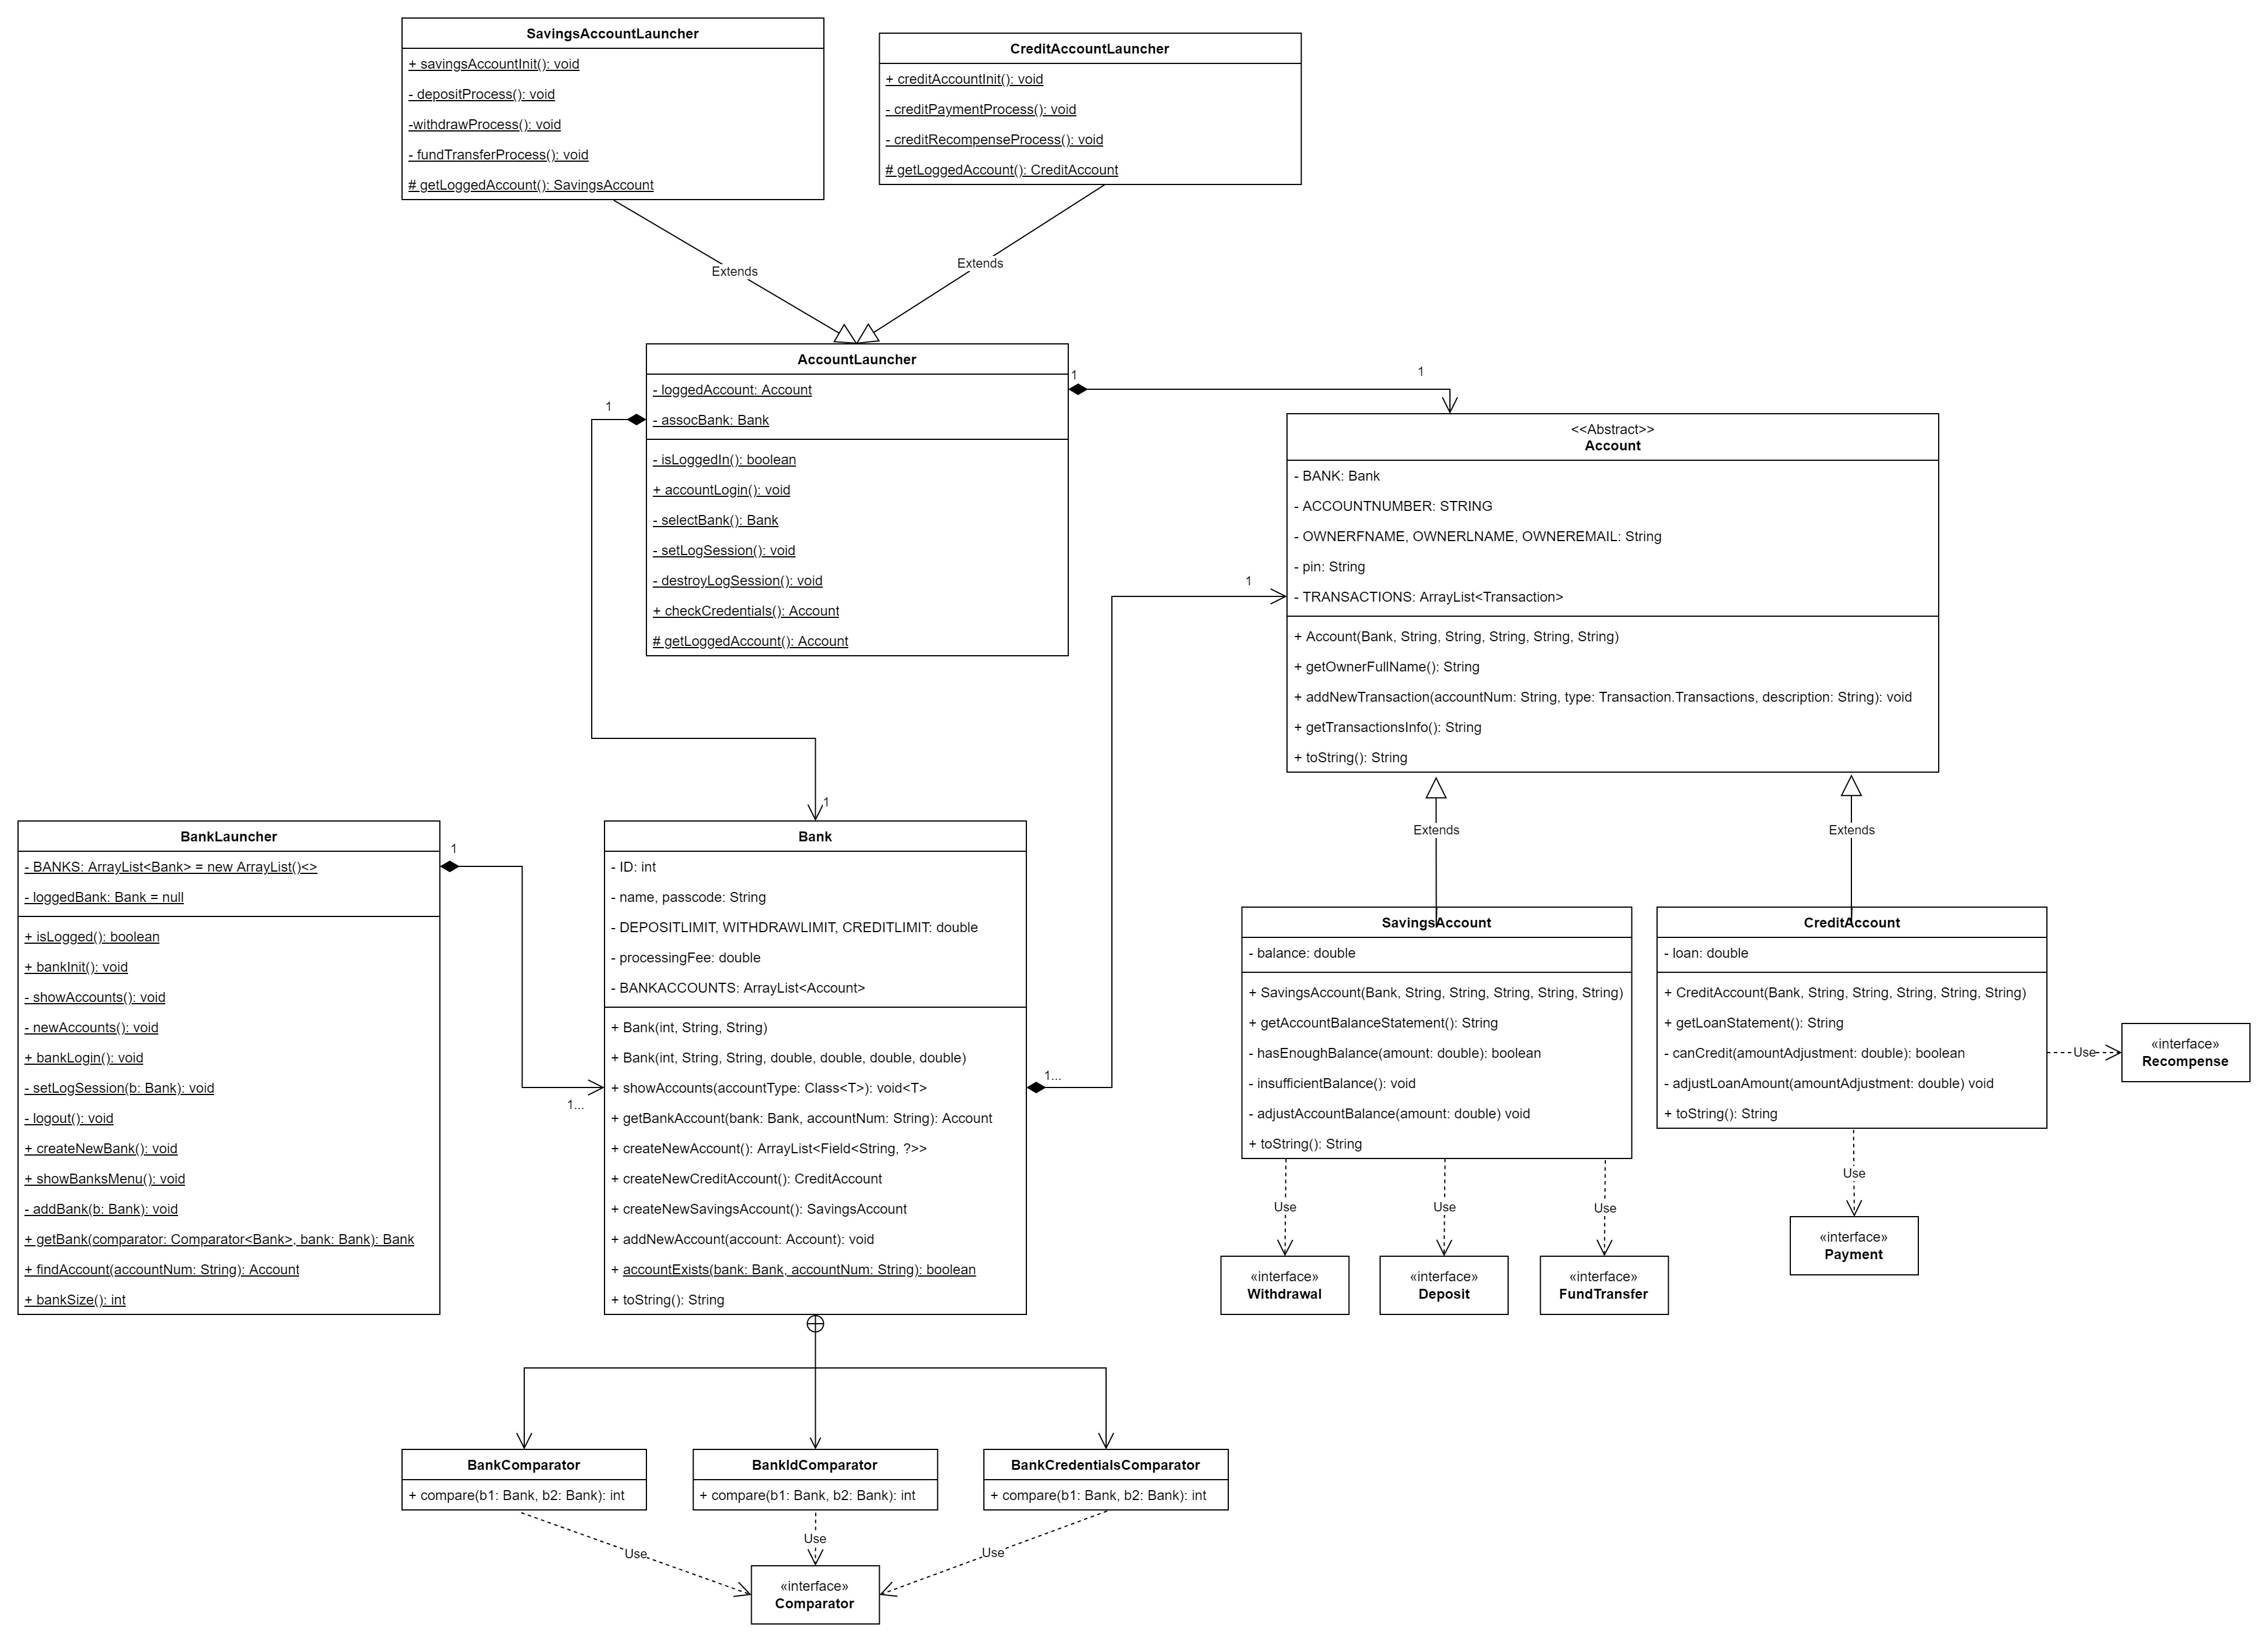 SavingsAccountLauncher
+ savingsAccountInit(): void
- depositProcess(): void
-withdrawProcess(): void
- fundTransferProcess(): void
# getLoggedAccount(): SavingsAccount
CreditAccountLauncher
+ creditAccountInit(): void
- creditPaymentProcess(): void
- creditRecompenseProcess(): void
# getLoggedAccount(): CreditAccount
Extends
Extends
AccountLauncher
- loggedAccount: Account
- assocBank: Bank
- isLoggedIn(): boolean
+ accountLogin(): void
- selectBank(): Bank
- setLogSession(): void
- destroyLogSession(): void
+ checkCredentials(): Account
# getLoggedAccount(): Account
1
1
1
1
<<Abstract>>
Account
- BANK: Bank
- ACCOUNTNUMBER: STRING
- OWNERFNAME, OWNERLNAME, OWNEREMAIL: String
- pin: String
- TRANSACTIONS: ArrayList<Transaction>
+ Account(Bank, String, String, String, String, String)
+ getOwnerFullName(): String
+ addNewTransaction(accountNum: String, type: Transaction.Transactions, description: String): void
+ getTransactionsInfo(): String
+ toString(): String
1
Extends
Extends
BankLauncher
- BANKS: ArrayList<Bank> = new ArrayList()<>
- loggedBank: Bank = null
+ isLogged(): boolean
+ bankInit(): void
- showAccounts(): void
- newAccounts(): void
+ bankLogin(): void
- setLogSession(b: Bank): void
- logout(): void
+ createNewBank(): void
+ showBanksMenu(): void
- addBank(b: Bank): void
+ getBank(comparator: Comparator<Bank>, bank: Bank): Bank
+ findAccount(accountNum: String): Account
+ bankSize(): int
1
1...
Bank
- ID: int
- name, passcode: String
- DEPOSITLIMIT, WITHDRAWLIMIT, CREDITLIMIT: double
- processingFee: double
- BANKACCOUNTS: ArrayList<Account>
+ Bank(int, String, String)
+ Bank(int, String, String, double, double, double, double)
+ showAccounts(accountType: Class<T>): void<T>
+ getBankAccount(bank: Bank, accountNum: String): Account
+ createNewAccount(): ArrayList<Field<String, ?>>
+ createNewCreditAccount(): CreditAccount
+ createNewSavingsAccount(): SavingsAccount
+ addNewAccount(account: Account): void
+ accountExists(bank: Bank, accountNum: String): boolean
+ toString(): String
1...
SavingsAccount
- balance: double
+ SavingsAccount(Bank, String, String, String, String, String)
+ getAccountBalanceStatement(): String
- hasEnoughBalance(amount: double): boolean
- insufficientBalance(): void
- adjustAccountBalance(amount: double) void
+ toString(): String
CreditAccount
- loan: double
+ CreditAccount(Bank, String, String, String, String, String)
+ getLoanStatement(): String
- canCredit(amountAdjustment: double): boolean
- adjustLoanAmount(amountAdjustment: double) void
+ toString(): String
Use
«interface»
Recompense
Use
Use
Use
Use
«interface»
Withdrawal
«interface»
Deposit
«interface»
FundTransfer
«interface»
Payment
BankComparator
+ compare(b1: Bank, b2: Bank): int
BankIdComparator
+ compare(b1: Bank, b2: Bank): int
BankCredentialsComparator
+ compare(b1: Bank, b2: Bank): int
Use
Use
Use
«interface»
Comparator